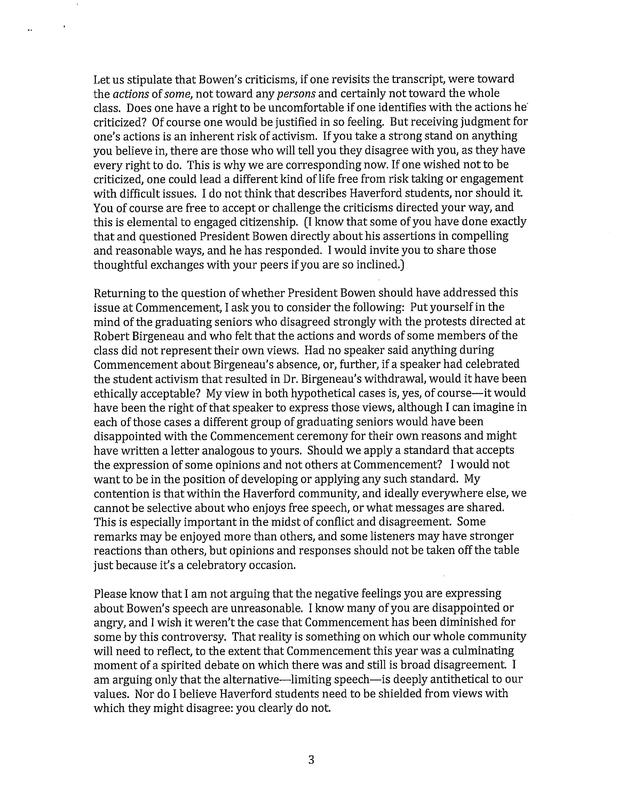 Let us stipulate that Bowen's criticisms, if one revisits the transcript, were toward
the actions of some, not toward any persons and certainly not toward the whole
class. Does one have a right to be uncomfortable if one identifies with the actions he
criticized? Of course one would be justified in so feeling. But receiving judgment for
one's actions is an inherent risk of activism. If you take a strong stand on anything
you believe in, there are those who will tell you they disagree with you, as they have
every right to do. This is why we are corresponding now. If one wished not to be
criticized, one could lead a different kind of life free from risk taking or engagement
with difficult issues. I do not think that describes Haverford students, nor should it.
You of course are free to accept or challenge the criticisms directed your way, and
this is elemental to engaged citizenship. (I know that some of you have done exactly
that and questioned President Bowen directly about his assertions in compelling
and reasonable ways, and he has responded. I would invite you to share those
thoughtful exchanges with your peers if you are so inclined.)
Returning to the question of whether President Bowen should have addressed this
issue at Commencement, I ask you to consider the following: Put yourself in the
mind of the graduating seniors who disagreed strongly with the protests directed at
Robert Birgeneau and who felt that the actions and words of some members of the
class did not represent their own views. Had no speaker said anything during
Commencement about Birgeneau's absence, or, further, if a speaker had celebrated
the student activism that resulted in Dr. Birgeneau's withdrawal, would it have been
ethically acceptable? My view in both hypothetical cases is, yes, of course—it would
have been the right of that speaker to express those views, although I can imagine in
each of those cases a different group of graduating seniors would have been
disappointed with the Commencement ceremony for their own reasons and might
have written a letter analogous to yours. Should we apply a standard that accepts
the expression of some opinions and not others at Commencement? I would not
want to be in the position of developing or applying any such standard. My
contention is that within the Haverford community, and ideally everywhere else, we
cannot be selective about who enjoys free speech, or what messages are shared.
This is especially important in the midst of conflict and disagreement. Some
remarks may be enjoyed more than others, and some listeners may have stronger
reactions than others, but opinions and responses should not be taken off the table
just because it's a celebratory occasion.
Please know that I am not arguing that the negative feelings you are expressing
about Bowen's speech are unreasonable. I know many of you are disappointed or
angry, and I wish it weren't the case that Commencement has been diminished for
some by this controversy. That reality is something on which our whole community
will need to reflect, to the extent that Commencement this year was a culminating
moment of a spirited debate on which there was and still is broad disagreement. I
am arguing only that the alternative—limiting speech—is deeply antithetical to our
values. Nor do I believe Haverford students need to be shielded from views with
which they might disagree: you clearly do not.
3